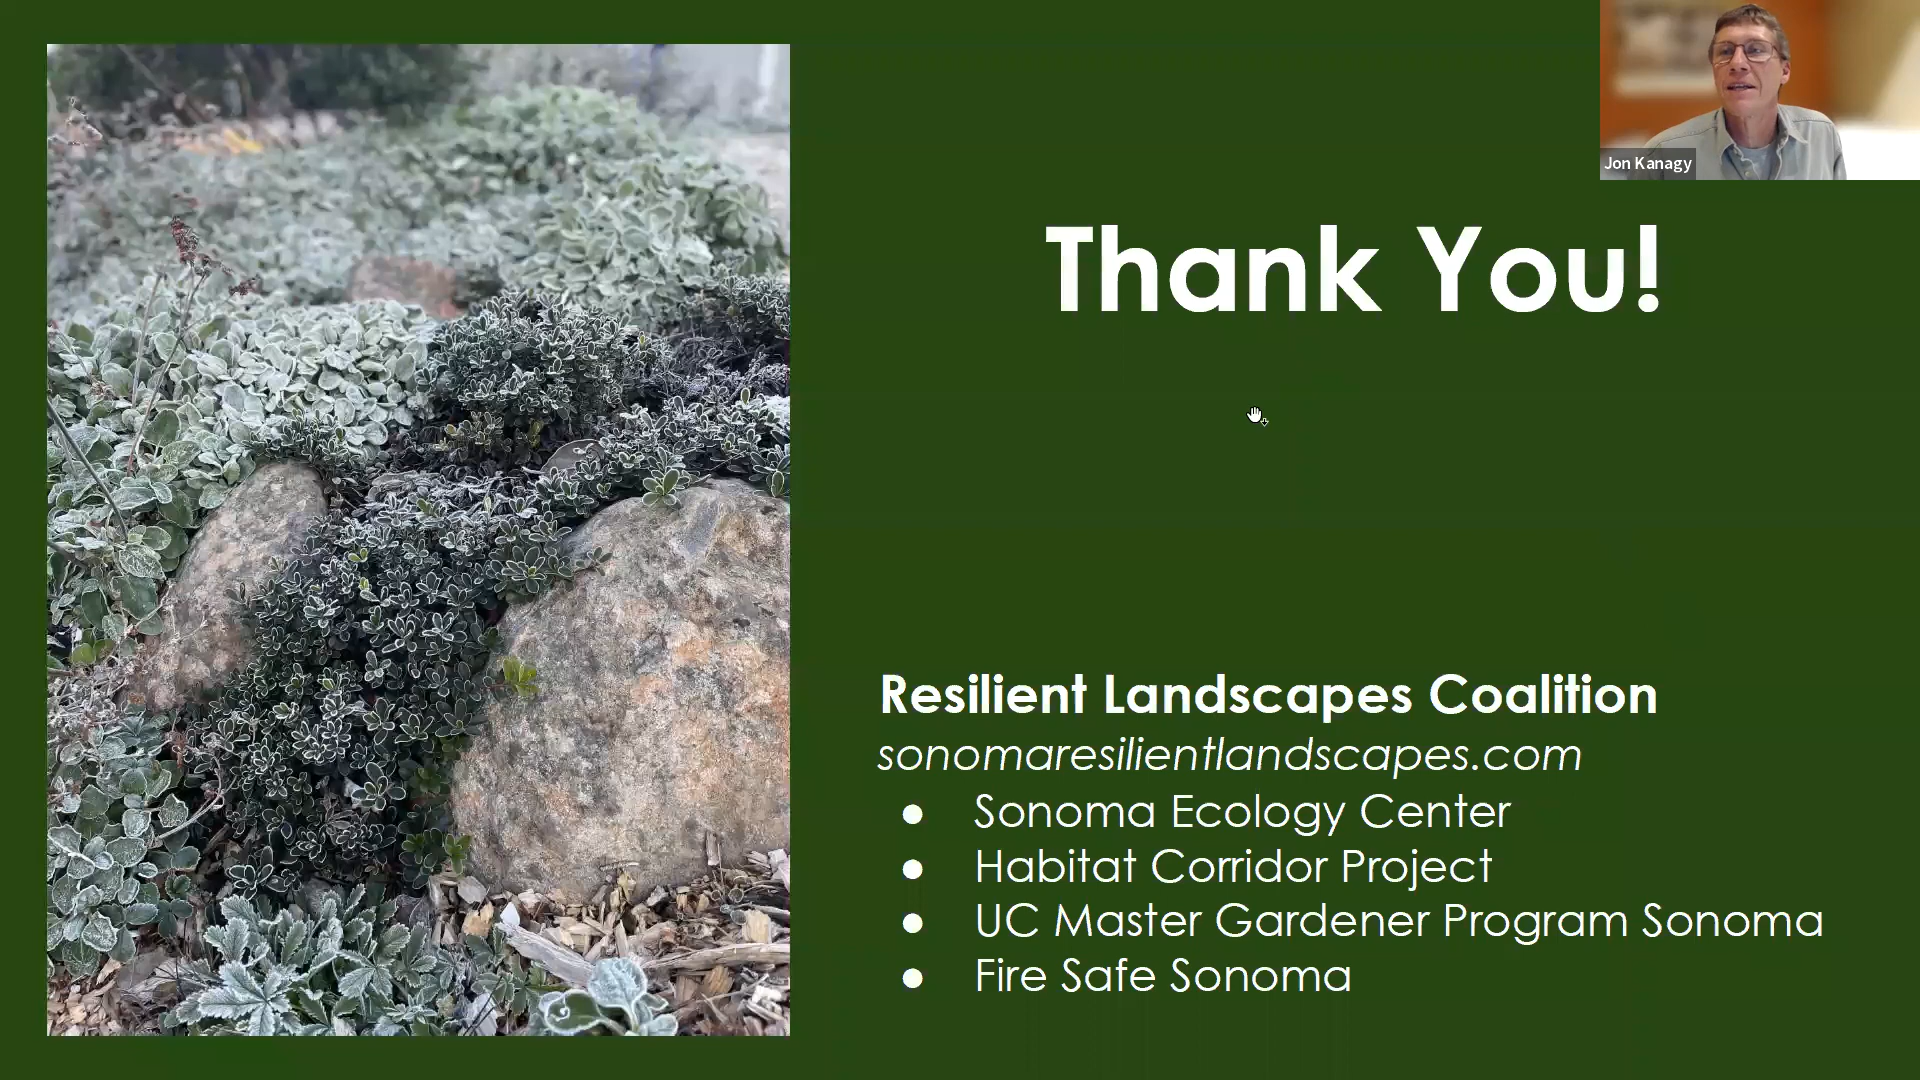 Jon Kanagy
Thank You!
Resilient Landscapes Coalition
sonomaresilientlandscapes.com
● Sonoma Ecology Center
● Habitat Corridor Project
● UC Master Gardener Program Sonoma
● Fire Safe Sonoma